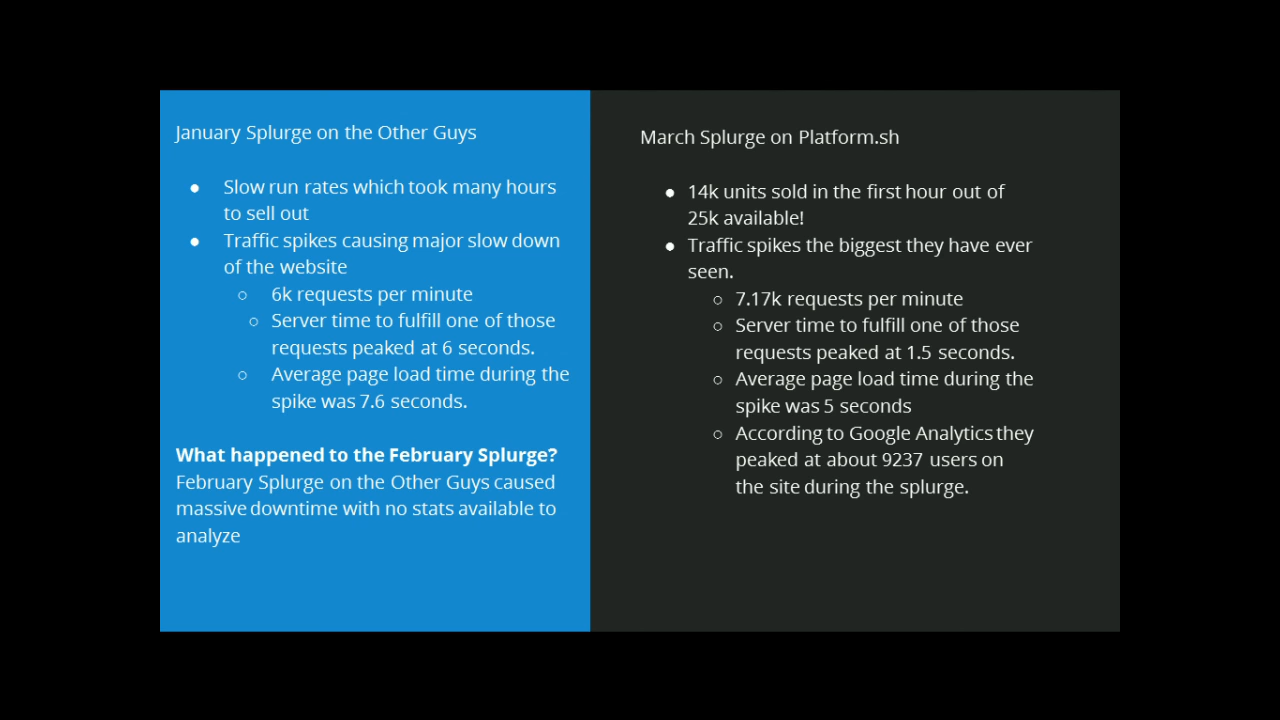 January Splurge on the Other Guys
● Slow run rates which took many hours
to sell out
● Traffic spikes causing major slow down
of the website
○ 6k requests per minute
○ Server time to fulfill one of those
requests peaked at 6 seconds.
○ Average page load time during the
spike was 7.6 seconds.
What happened to the February Splurge?
February Splurge on the Other Guys caused
massive downtime with no stats available to
analyze
March Splurge on Platform.sh
● 14k units sold in the first hour out of
25k available!
● Traffic spikes the biggest they have ever
seen.
○ 7.17k requests per minute
○ Server time to fulfill one of those
requests peaked at 1.5 seconds.
○ Average page load time during the
spike was 5 seconds
○ According to Google Analytics they
peaked at about 9237 users on
the site during the splurge.